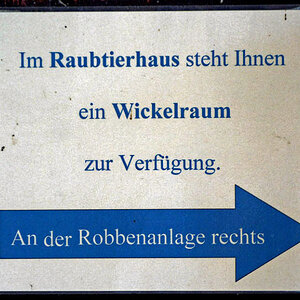 Im Raubtierhaus steht Ihnen
ein Wickelraum
zur Verfügung.
An der Robbenanlage rechts